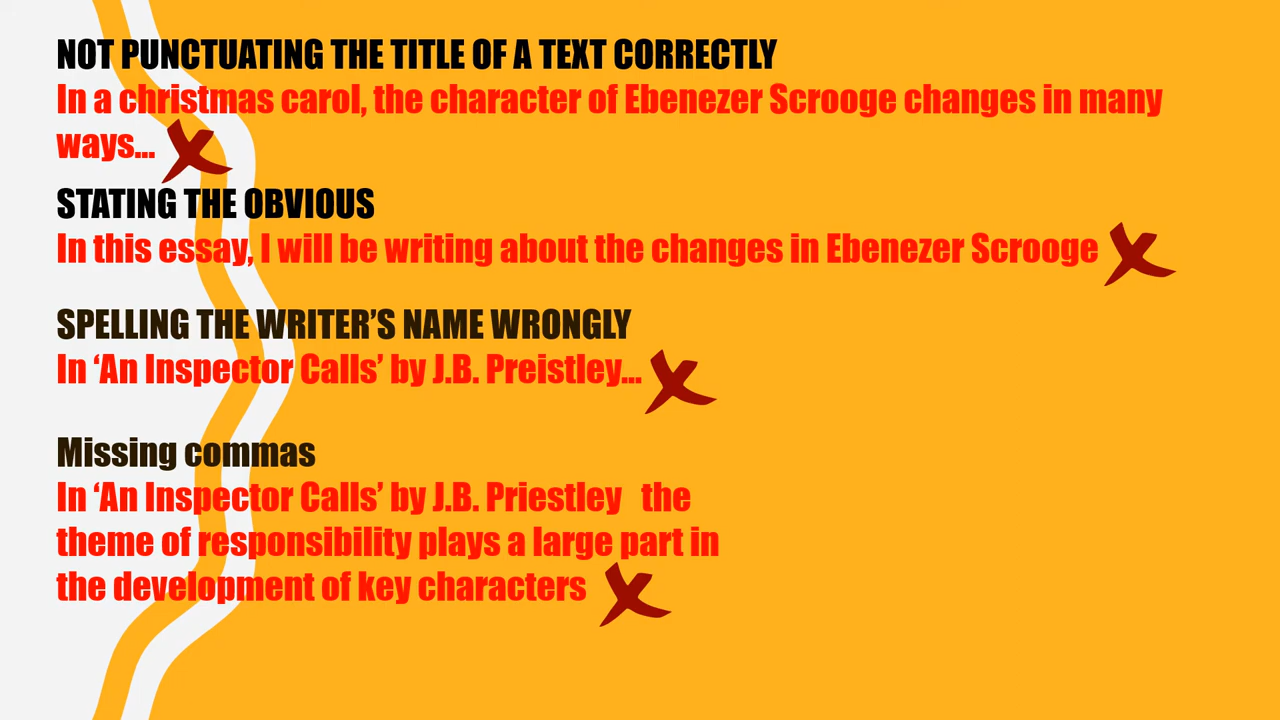 NOT PUNCTUATING THE TITLE OF A TEXT CORRECTLY
In a christmas carol, the character of Ebenezer Scrooge changes in many
ways...
STATING THE OBVIOUS
In this essay, I will be writing about the changes in Ebenezer Scrooge
SPELLING THE WRITER’S NAME WRONGLY
In ‘An Inspector Calls’ by J.B. Preistley...
Missing commas
In ‘An Inspector Calls’ by J.B. Priestley the
theme of responsibility plays a large part in
the development of key characters